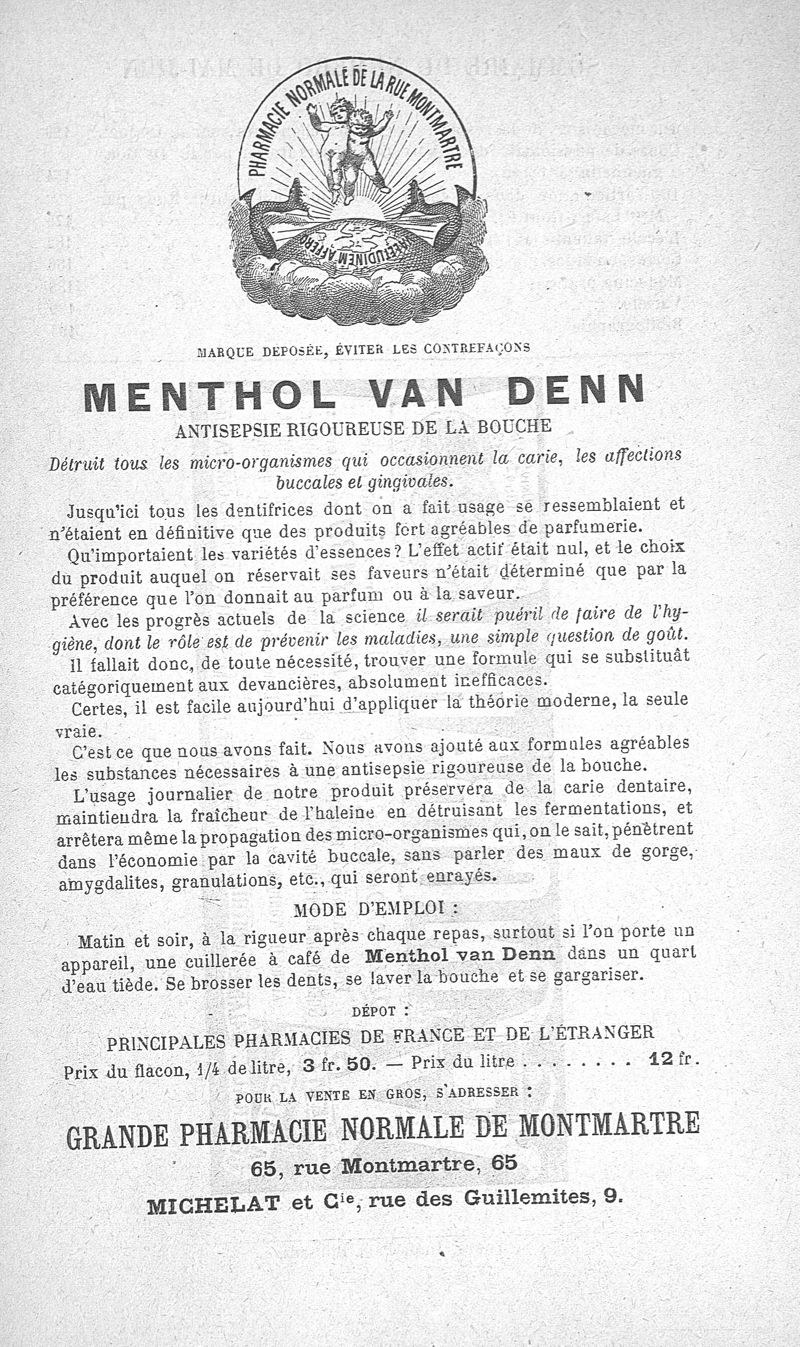 PHARMACIE NORMALE DE LA RUE MONTMARTRE
MARQUE DEPOSÉE, ÉVITER LES CONTREFAÇONS
MENTHOL VAN DENN
ANTISEPSIE RIGOUREUSE DE LA BOUCHE
Détruit tous les micro-organismes qui occasionnent la carie, les affections
buccales et gingivales.
Jusqu'ici tous les dentifrices dont on a fait usage se ressemblaient et
n'étaient en définitive que des produits fort agréables de parfumerie.
Qu'importaient les variétés d'essences? L'effet actif était nul, et le choix
du produit auquel on réservait ses faveurs n'était déterminé que par la
préférence que l'on donnait au parfum ou à la saveur.
Avec les progrès actuels de la science il serait puéril de faire de l'hy-
giène, dont le rôle est de prévenir les maladies, une simple question de goût.
Il fallait donc, de toute nécessité, trouver une formule qui se substituât
catégoriquement aux devancières, absolument inefficaces.
Certes, il est facile aujourd'hui d'appliquer la théorie moderne, la seule
vraie.
C'est ce que nous avons fait. Nous avons ajouté aux formules agréables
les substances nécessaires à une antisepsie rigoureuse de la bouche.
L'usage journalier de notre produit préservera de la carie dentaire,
maintiendra la fraîcheur de l'haleine en détruisant les fermentations, et
arrêtera même la propagation des micro-organismes qui, on le sait, pénètrent
dans l'économie par la cavité buccale, sans parler des maux de gorge,
amygdalites, granulations, etc., qui seront enrayés.
MODE D'EMPLOI :
Matin et soir, à la rigueur après chaque repas, surtout si l'on porte un
appareil, une cuillerée à café de Menthol van Denn dans un quart
d'eau tiède. Se brosser les dents, se laver la bouche et se gargariser.
DÉPOT :
PRINCIPALES PHARMACIES DE FRANCE ET DE L'ÉTRANGER
Prix du flacon, 1/4 de litre, 3 fr. 50. — Prix du litre . . . . . . . . 12 fr.
POUR LA VENTE EN GROS, S'ADRESSER :
GRANDE PHARMACIE NORMALE DE MONTMARTRE
65, rue Montmartre, 65
MICHELAT et Cie, rue des Guillemites, 9.